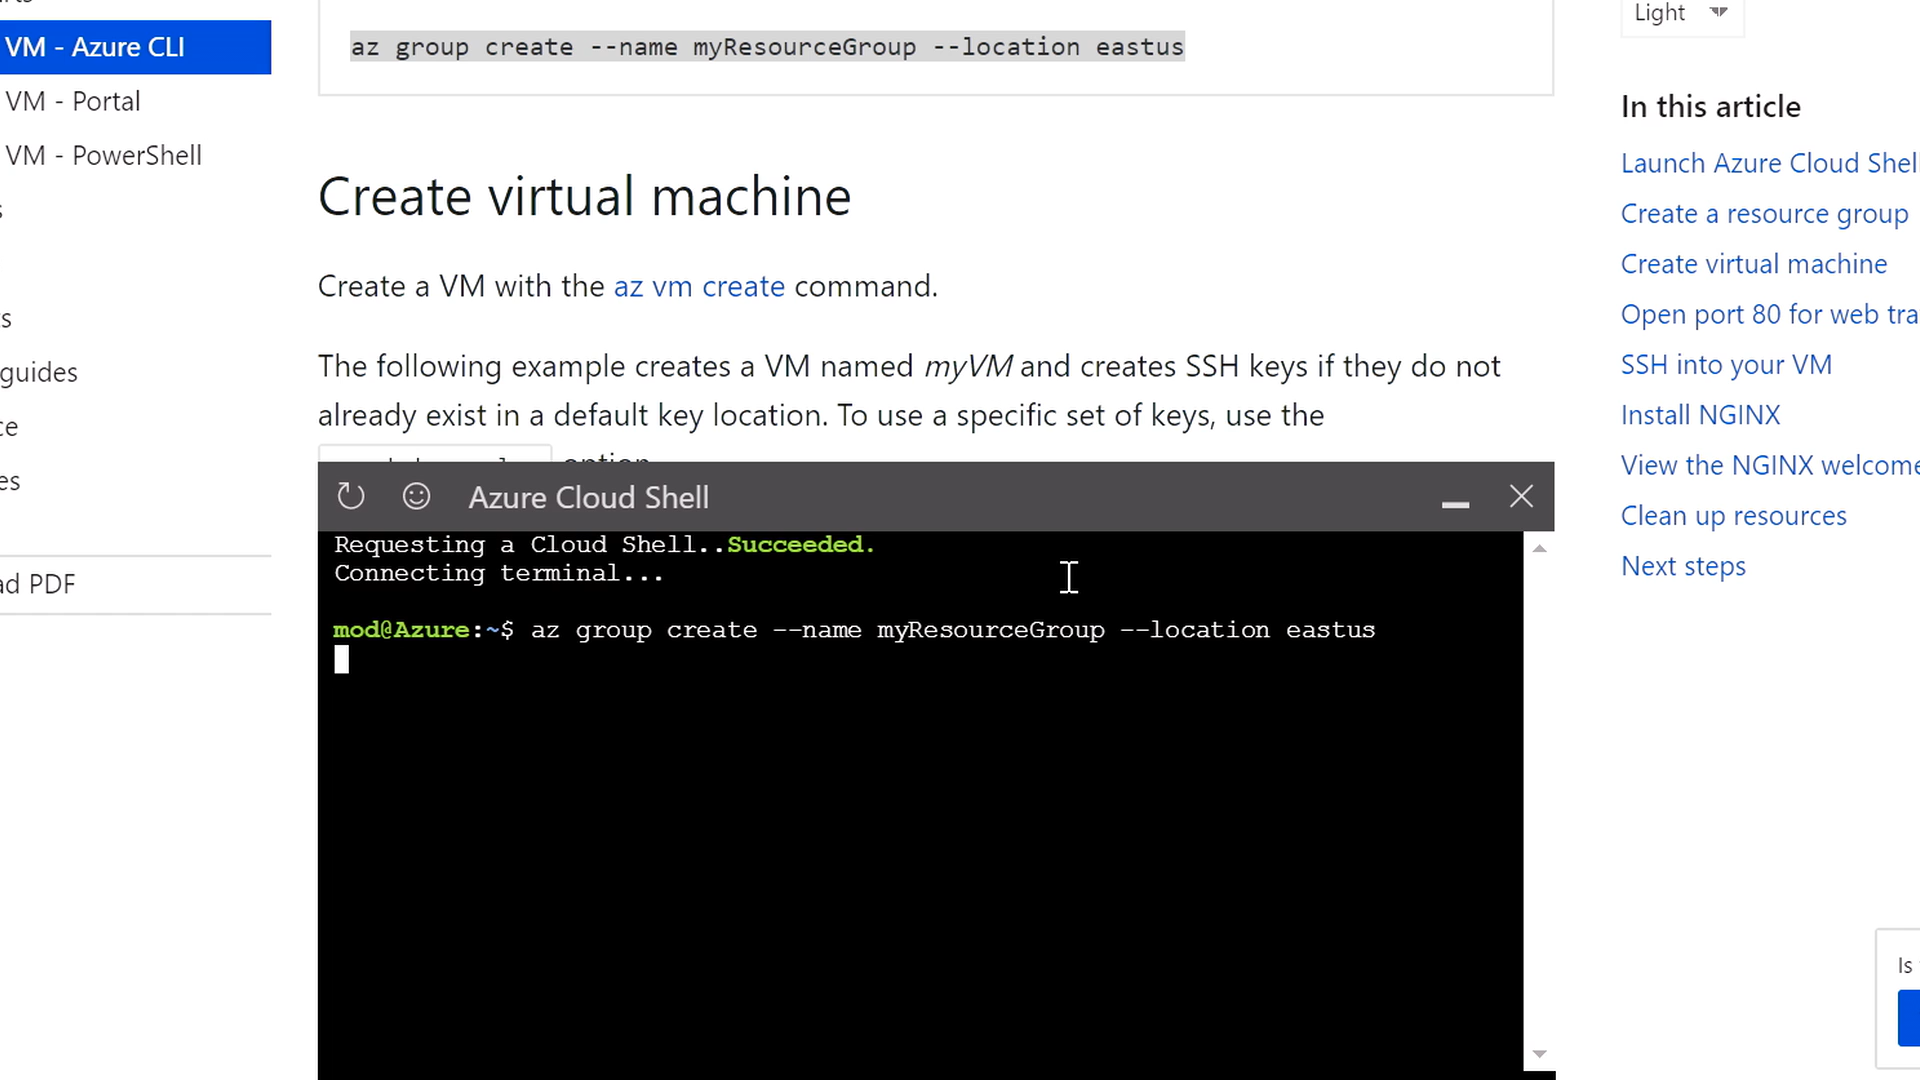 VM - Azure CLI
VM - Portal
VM - PowerShell
s
ts
guides
ce
es
ad PDF
az group create --name myResourceGroup --location eastus
Create virtual machine
Create a VM with the az vm create command.
The following example creates a VM named myVM and creates SSH keys if they do not
already exist in a default key location. To use a specific set of keys, use the
option
Azure Cloud Shell
Requesting a Cloud Shell..Succeeded.
Connecting terminal...
mod@Azure:~$ az group create --name myResourceGroup --location eastus
Light
In this article
Launch Azure Cloud Shell
Create a resource group
Create virtual machine
Open port 80 for web tra
SSH into your VM
Install NGINX
View the NGINX welcome
Clean up resources
Next steps
Is